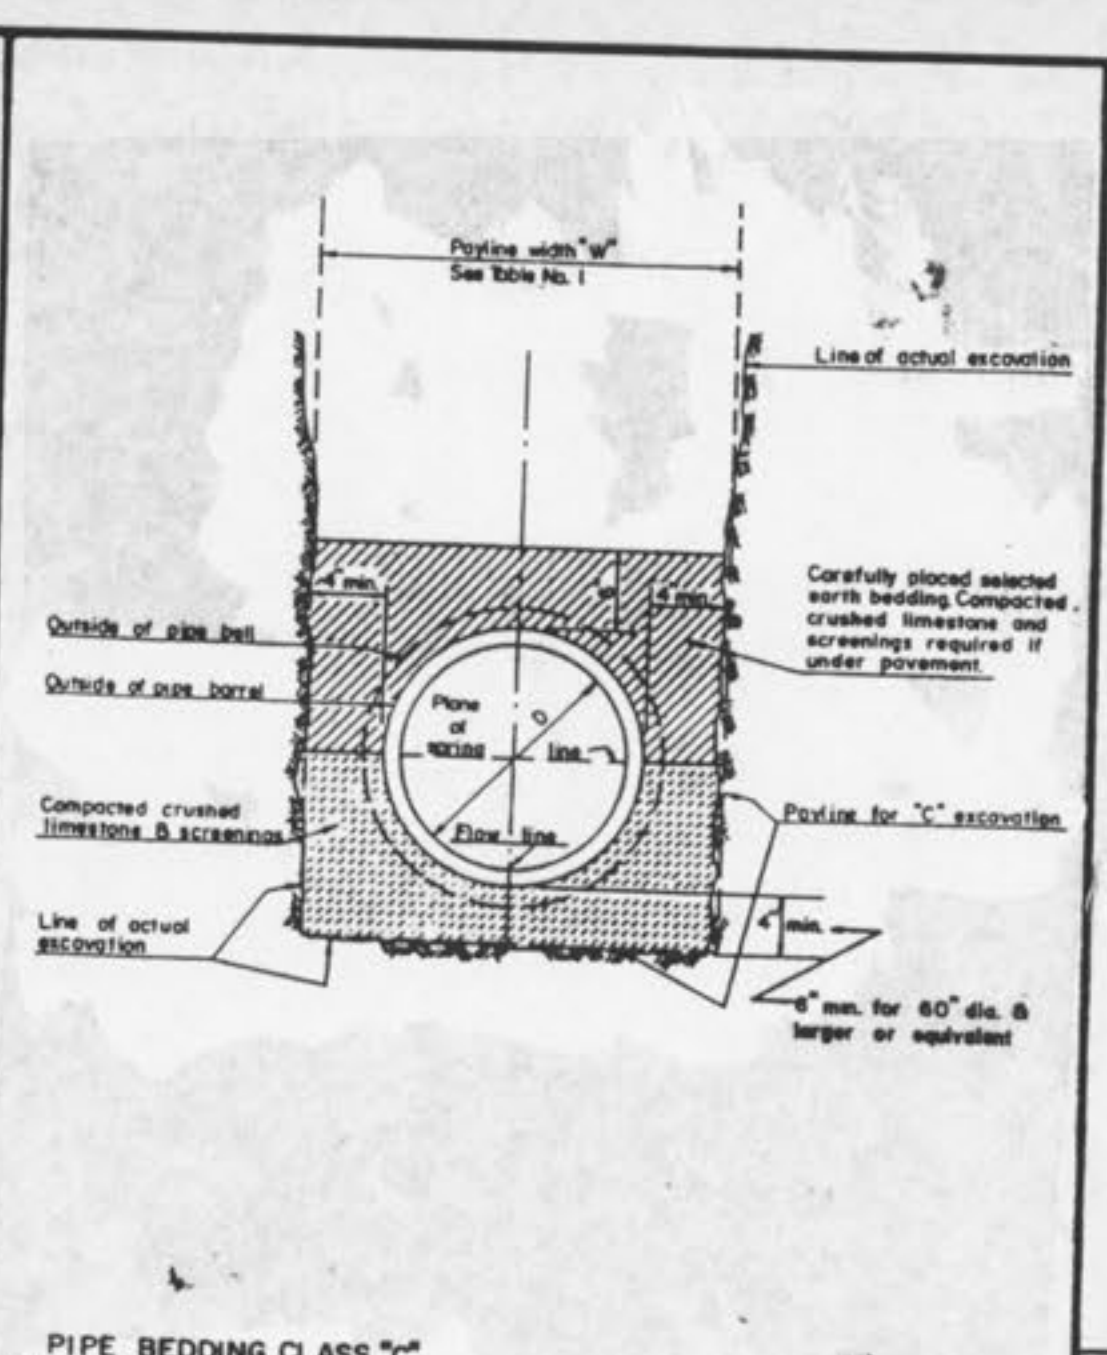 Payline width "W"
See Table No. 1
Line of actual excavation
4" min.
4" min.
Carefully placed selected
earth bedding. Compacted
crushed limestone and
screenings required if
under pavement.
Outside of pipe bell
Outside of pipe barrel
Plane
of
spring line
D
Flow line
Compacted crushed
limestone & screenings
Payline for "C" excavation
Line of actual
excavation
4" min.
6" min. for 60" dia. &
larger or equivalent
PIPE BEDDING CLASS "C"